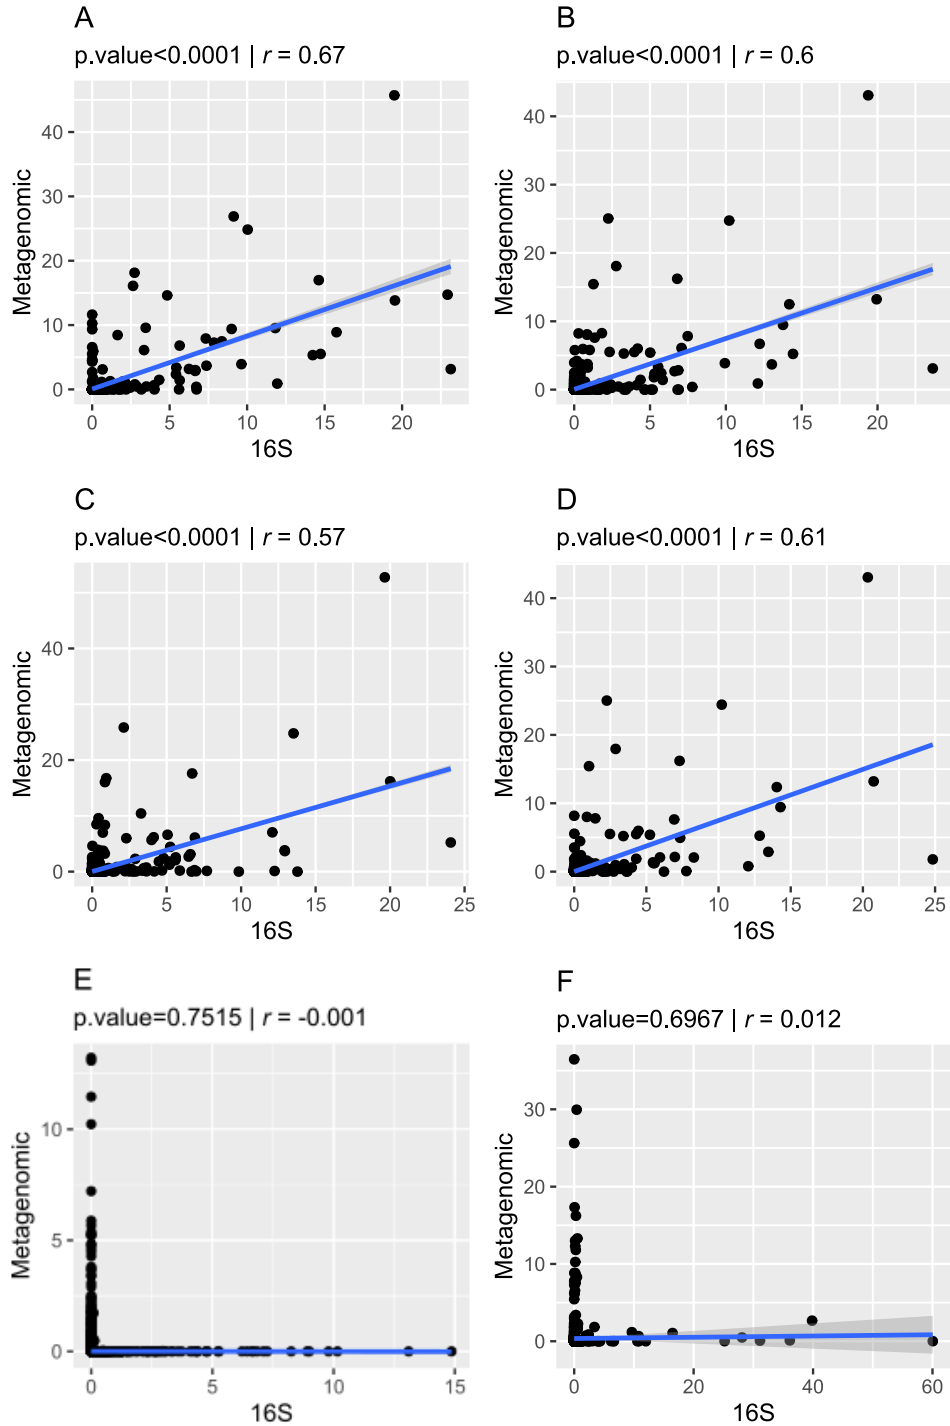 A
p.value<0.0001 | r = 0.67
Metagenomic
40
30
20
10
0
0 5 10 15 20
16S
B
p.value<0.0001 | r = 0.6
Metagenomic
40
30
20
10
0
0 5 10 15 20
16S
C
p.value<0.0001 | r = 0.57
Metagenomic
40
20
0
0 5 10 15 20 25
16S
D
p.value<0.0001 | r = 0.61
Metagenomic
40
30
20
10
0
0 5 10 15 20 25
16S
E
p.value=0.7515 | r = -0.001
Metagenomic
10
5
0
0 5 10 15
16S
F
p.value=0.6967 | r = 0.012
Metagenomic
30
20
10
0
0 20 40 60
16S